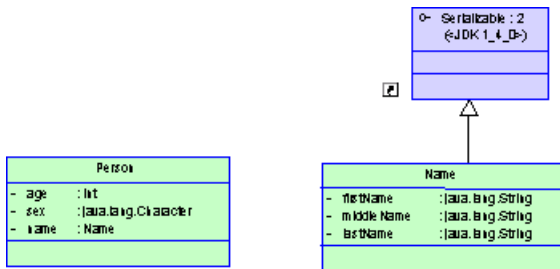 Serializable : 2
(<JDK 1_4_0>)
Person
- age : int
- sex : java.lang.Character
- name : Name
Name
- firstName : java.lang.String
- middleName : java.lang.String
- lastName : java.lang.String